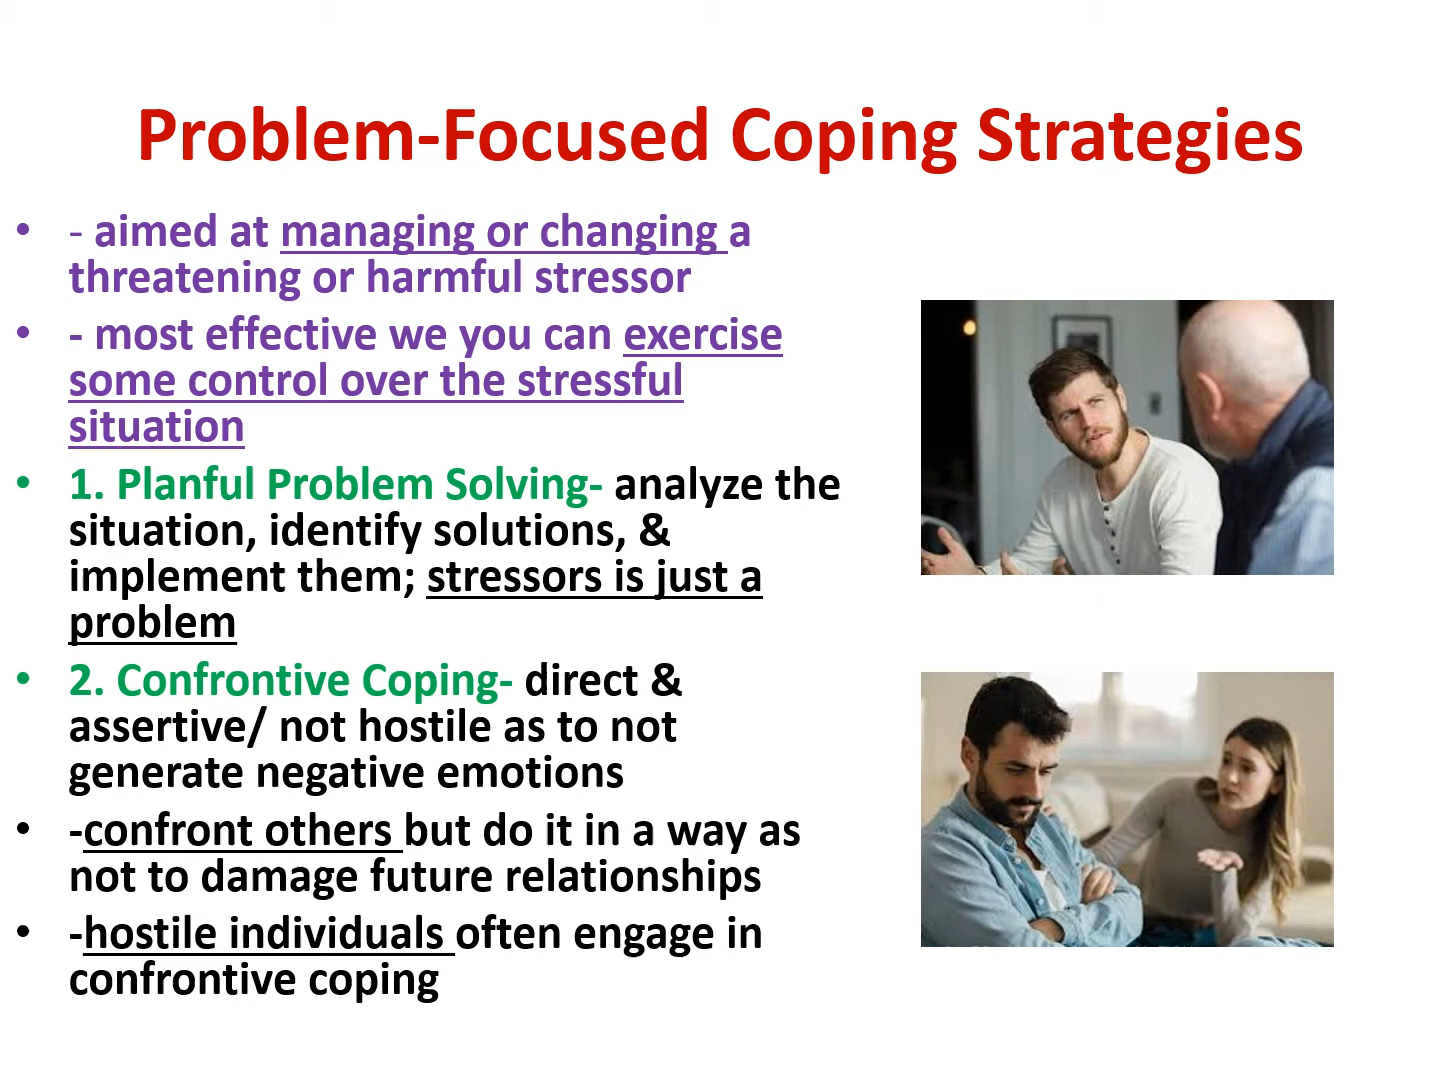 Problem-Focused Coping Strategies
• - aimed at managing or changing a
threatening or harmful stressor
• - most effective we you can exercise
some control over the stressful
situation
• 1. Planful Problem Solving- analyze the
situation, identify solutions, &
implement them; stressors is just a
problem
• 2. Confrontive Coping- direct &
assertive/ not hostile as to not
generate negative emotions
• -confront others but do it in a way as
not to damage future relationships
• -hostile individuals often engage in
confrontive coping